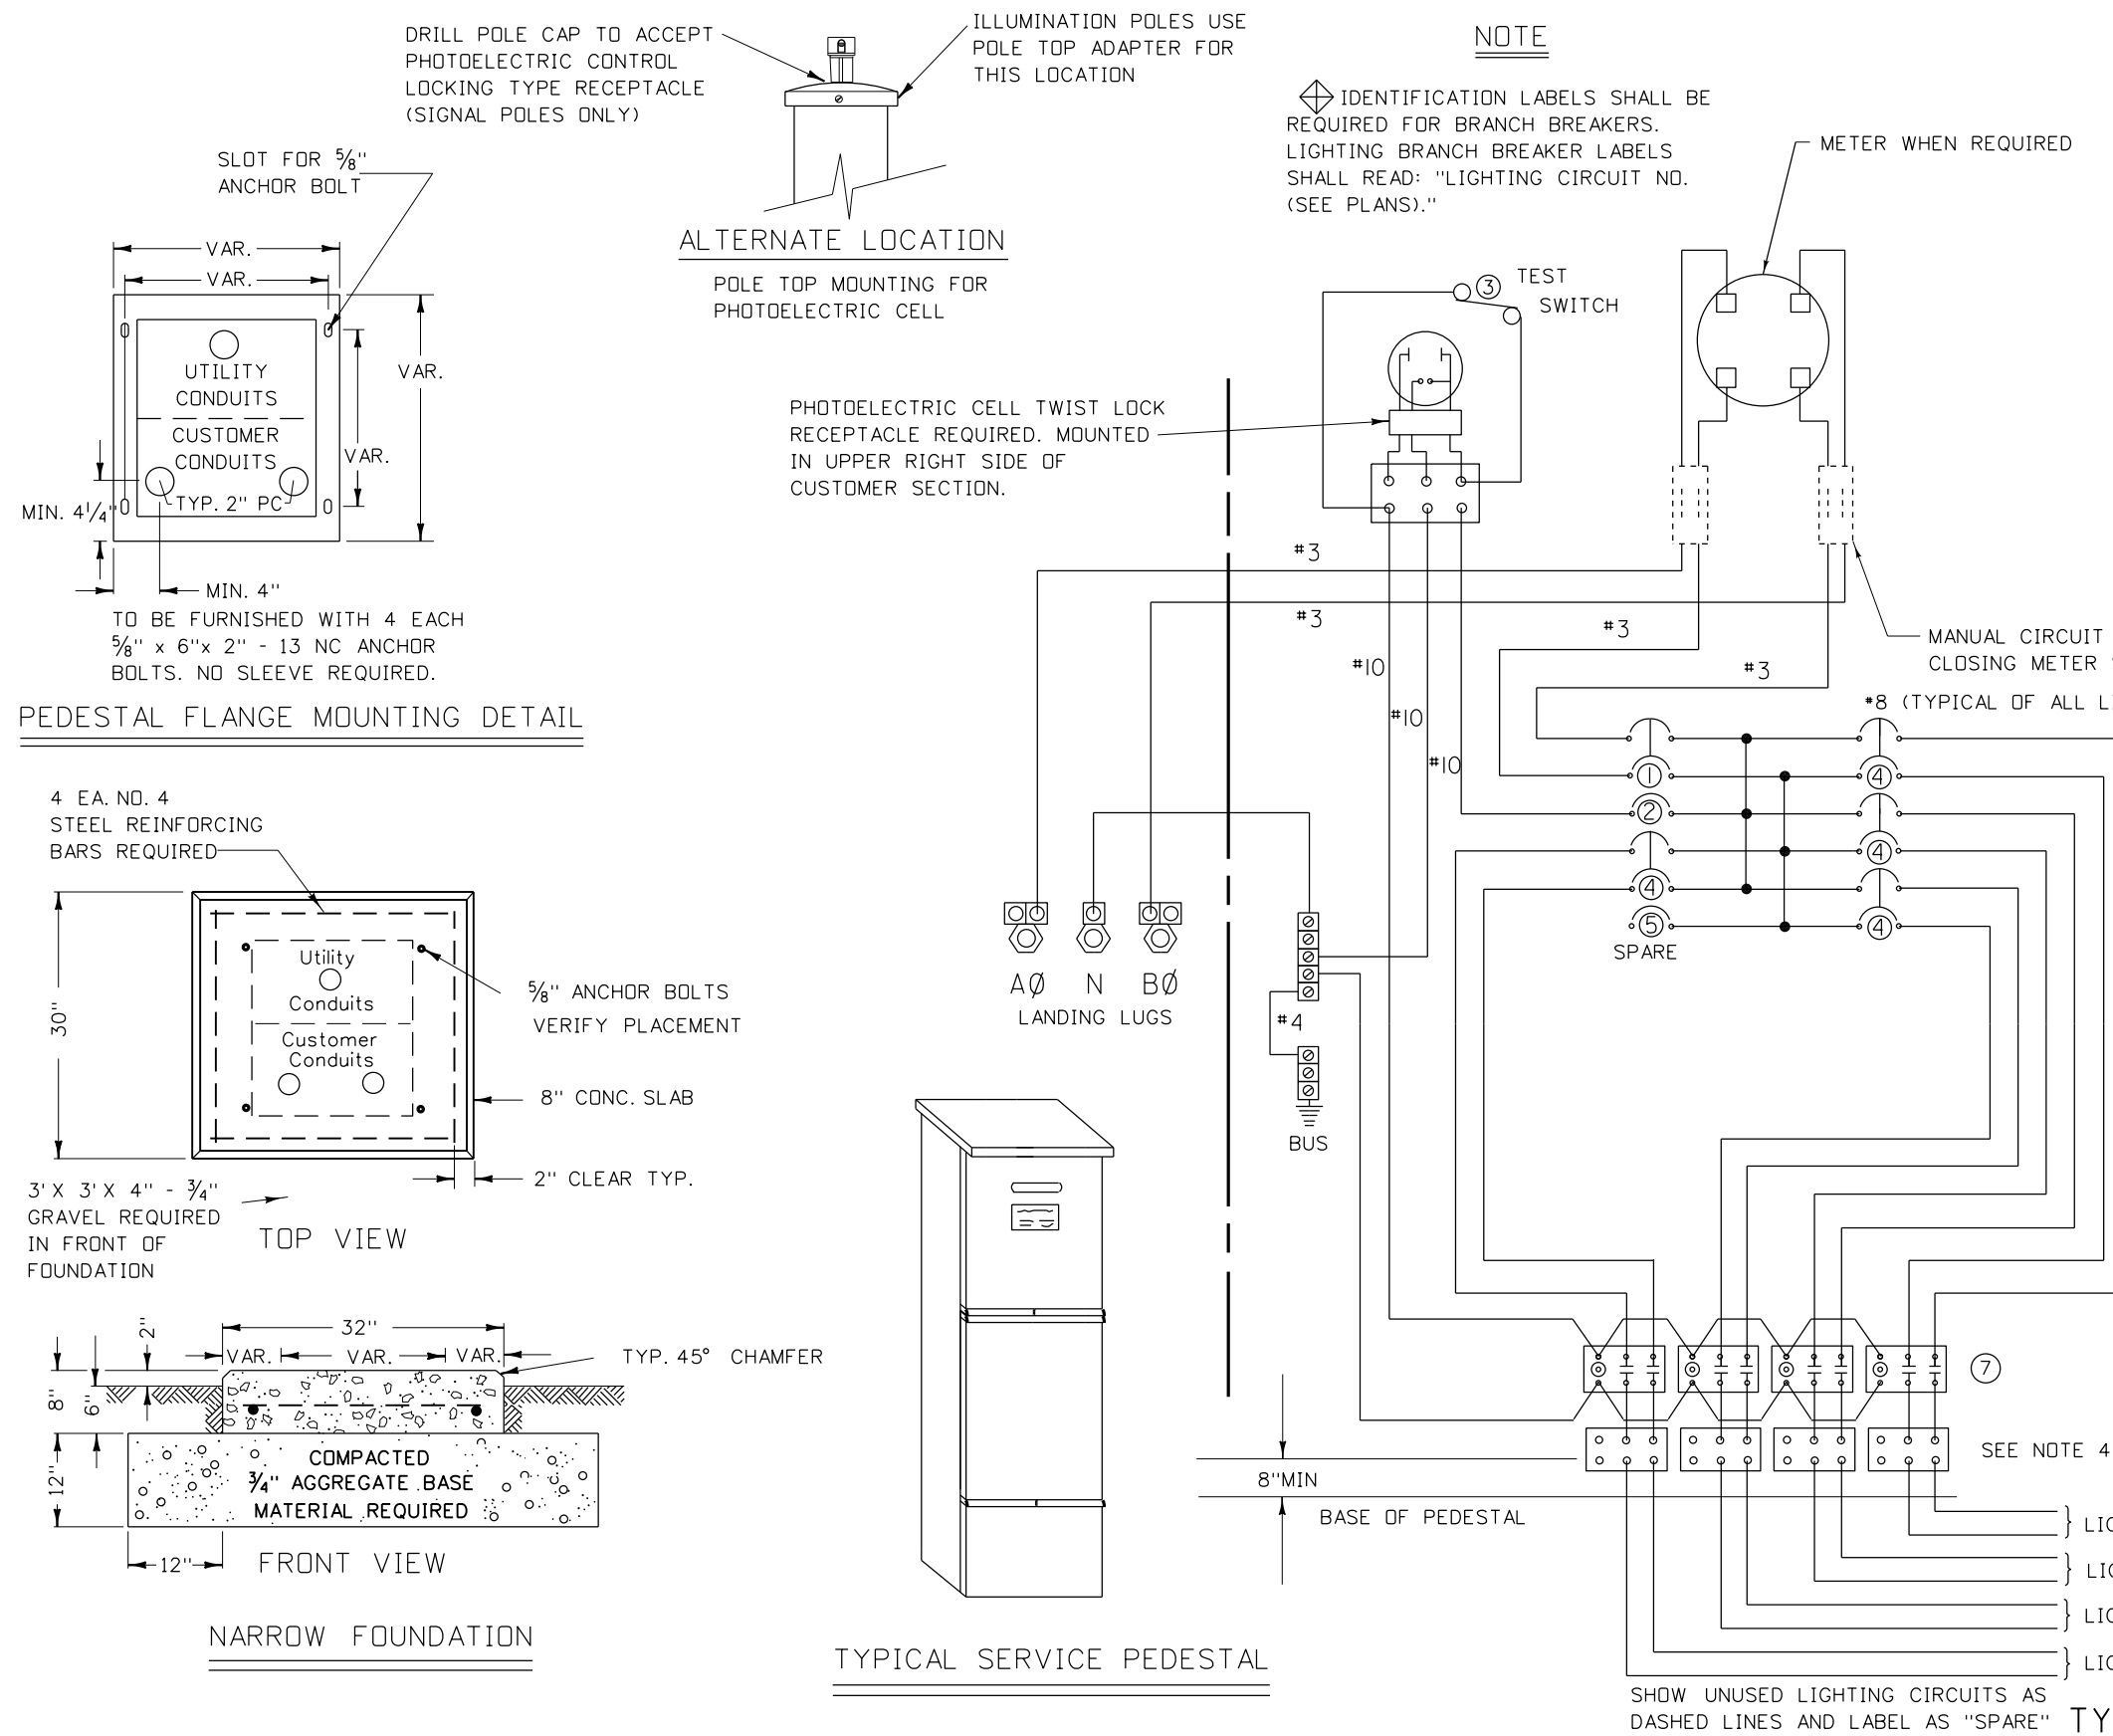 DRILL POLE CAP TO ACCEPT
PHOTOELECTRIC CONTROL
LOCKING TYPE RECEPTACLE
(SIGNAL POLES ONLY)
ILLUMINATION POLES USE
POLE TOP ADAPTER FOR
THIS LOCATION
ALTERNATE LOCATION
POLE TOP MOUNTING FOR
PHOTOELECTRIC CELL
NOTE
IDENTIFICATION LABELS SHALL BE
REQUIRED FOR BRANCH BREAKERS.
LIGHTING BRANCH BREAKER LABELS
SHALL READ: "LIGHTING CIRCUIT NO.
(SEE PLANS)."
METER WHEN REQUIRED
SLOT FOR 5/8"
ANCHOR BOLT
VAR.
VAR.
UTILITY
CONDUITS
CUSTOMER
CONDUITS
TYP. 2" PC
VAR.
VAR.
MIN. 4 1/4"
MIN. 4"
TO BE FURNISHED WITH 4 EACH
5/8" x 6"x 2" - 13 NC ANCHOR
BOLTS. NO SLEEVE REQUIRED.
PEDESTAL FLANGE MOUNTING DETAIL
3 TEST
SWITCH
PHOTOELECTRIC CELL TWIST LOCK
RECEPTACLE REQUIRED. MOUNTED
IN UPPER RIGHT SIDE OF
CUSTOMER SECTION.
#3
#3
#3
#3
#10
#10
#10
MANUAL CIRCUIT
CLOSING METER
#8 (TYPICAL OF ALL LI
1
2
4
5
SPARE
4
4
4
AØ N BØ
LANDING LUGS
#4
BUS
4 EA. NO. 4
STEEL REINFORCING
BARS REQUIRED
30"
Utility
Conduits
Customer
Conduits
5/8" ANCHOR BOLTS
VERIFY PLACEMENT
8" CONC. SLAB
2" CLEAR TYP.
3' X 3' X 4" - 3/4"
GRAVEL REQUIRED
IN FRONT OF
FOUNDATION
TOP VIEW
32"
2"
VAR. VAR. VAR.
TYP. 45° CHAMFER
8"
6"
12"
COMPACTED
3/4" AGGREGATE BASE
MATERIAL REQUIRED
12"
FRONT VIEW
NARROW FOUNDATION
TYPICAL SERVICE PEDESTAL
7
SEE NOTE 4
8"MIN
BASE OF PEDESTAL
LIG
LIG
LIG
LIG
SHOW UNUSED LIGHTING CIRCUITS AS
DASHED LINES AND LABEL AS "SPARE"
TY